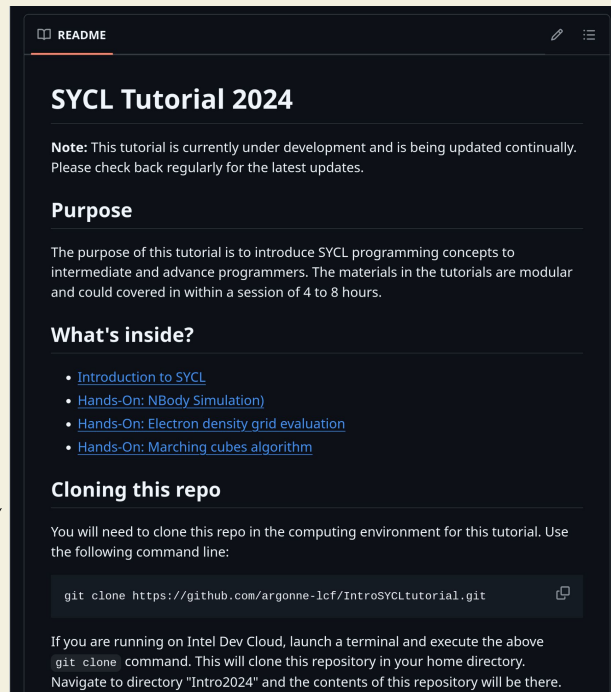 README
SYCL Tutorial 2024
Note: This tutorial is currently under development and is being updated continually.
Please check back regularly for the latest updates.
Purpose
The purpose of this tutorial is to introduce SYCL programming concepts to
intermediate and advance programmers. The materials in the tutorials are modular
and could covered in within a session of 4 to 8 hours.
What's inside?
• Introduction to SYCL
• Hands-On: NBody Simulation)
• Hands-On: Electron density grid evaluation
• Hands-On: Marching cubes algorithm
Cloning this repo
You will need to clone this repo in the computing environment for this tutorial. Use
the following command line:
git clone https://github.com/argonne-lcf/IntroSYCLtutorial.git
If you are running on Intel Dev Cloud, launch a terminal and execute the above
git clone command. This will clone this repository in your home directory.
Navigate to directory "Intro2024" and the contents of this repository will be there.